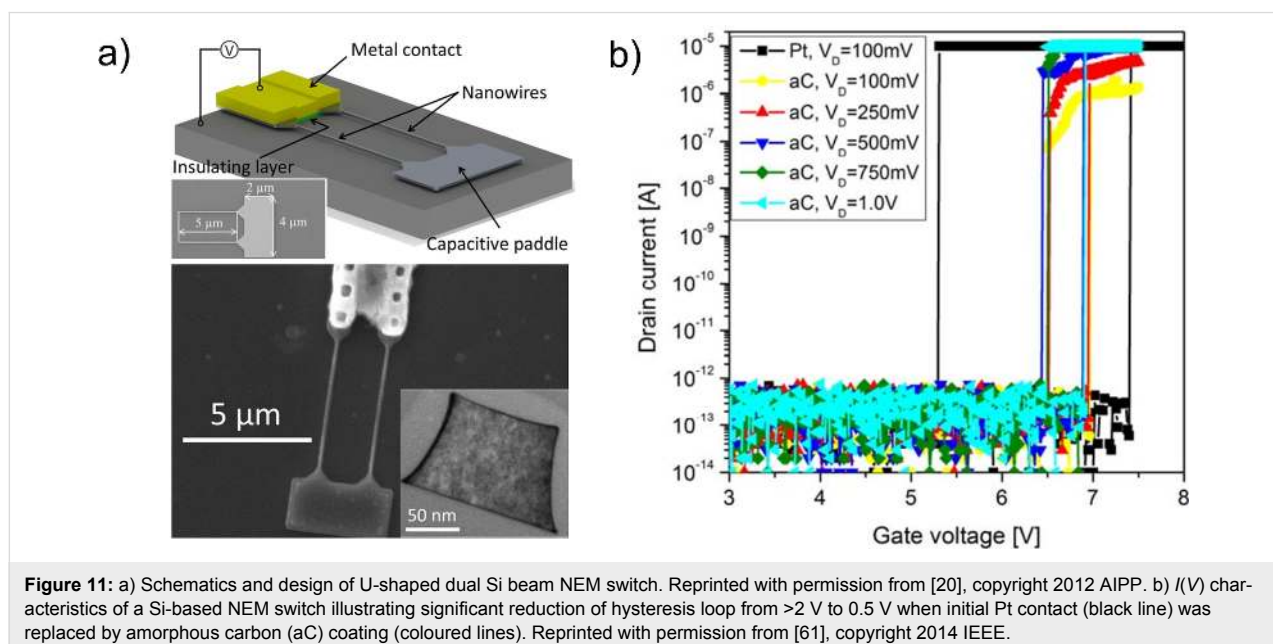 a)
V
Metal contact
Nanowires
Insulating layer
2 µm
5 µm
4 µm
Capacitive paddle
5 µm
50 nm
b)
Drain current [A]
10⁻⁵
10⁻⁶
10⁻⁷
10⁻⁸
10⁻⁹
10⁻¹⁰
10⁻¹¹
10⁻¹²
10⁻¹³
10⁻¹⁴
Pt, V_D=100mV
aC, V_D=100mV
aC, V_D=250mV
aC, V_D=500mV
aC, V_D=750mV
aC, V_D=1.0V
3 4 5 6 7 8
Gate voltage [V]
Figure 11: a) Schematics and design of U-shaped dual Si beam NEM switch. Reprinted with permission from [20], copyright 2012 AIPP. b) I(V) char-
acteristics of a Si-based NEM switch illustrating significant reduction of hysteresis loop from >2 V to 0.5 V when initial Pt contact (black line) was
replaced by amorphous carbon (aC) coating (coloured lines). Reprinted with permission from [61], copyright 2014 IEEE.